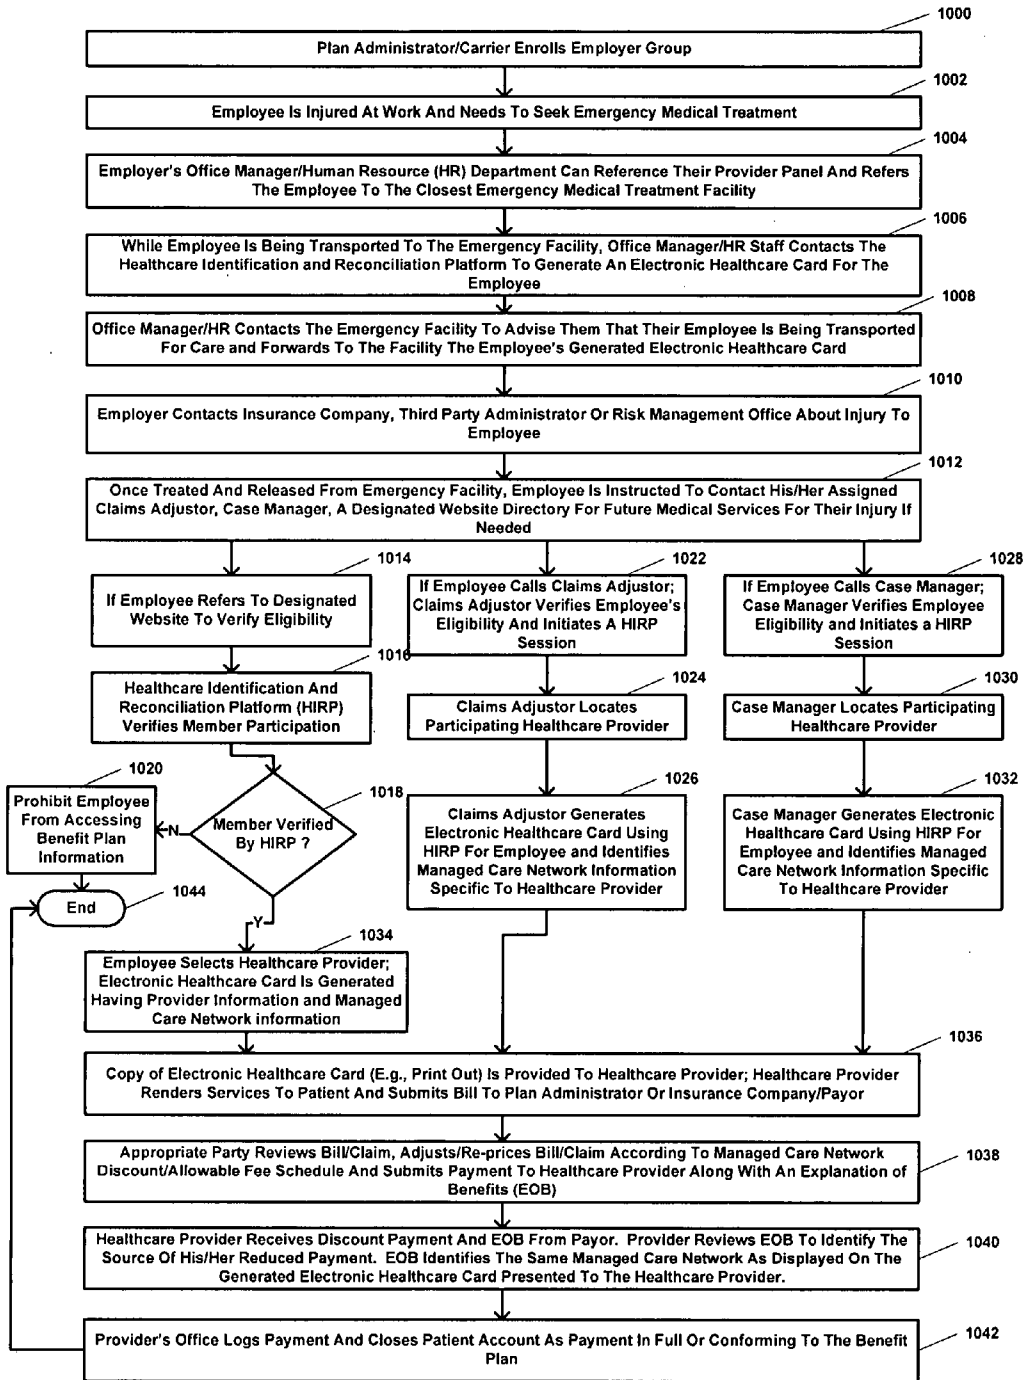 1000
Plan Administrator/Carrier Enrolls Employer Group
1002
Employee Is Injured At Work And Needs To Seek Emergency Medical Treatment
1004
Employer's Office Manager/Human Resource (HR) Department Can Reference Their Provider Panel And Refers
The Employee To The Closest Emergency Medical Treatment Facility
1006
While Employee Is Being Transported To The Emergency Facility, Office Manager/HR Staff Contacts The
Healthcare Identification and Reconciliation Platform To Generate An Electronic Healthcare Card For The
Employee
1008
Office Manager/HR Contacts The Emergency Facility To Advise Them That Their Employee Is Being Transported
For Care and Forwards To The Facility The Employee's Generated Electronic Healthcare Card
1010
Employer Contacts Insurance Company, Third Party Administrator Or Risk Management Office About Injury To
Employee
1012
Once Treated And Released From Emergency Facility, Employee Is Instructed To Contact His/Her Assigned
Claims Adjustor, Case Manager, A Designated Website Directory For Future Medical Services For Their Injury If
Needed
1014
If Employee Refers To Designated
Website To Verify Eligibility
1016
Healthcare Identification And
Reconciliation Platform (HIRP)
Verifies Member Participation
1018
Member Verified
By HIRP ?
N
1020
Prohibit Employee
From Accessing
Benefit Plan
Information
End
1044
Y
1034
Employee Selects Healthcare Provider;
Electronic Healthcare Card Is Generated
Having Provider Information and Managed
Care Network information
1022
If Employee Calls Claims Adjustor;
Claims Adjustor Verifies Employee's
Eligibility And Initiates A HIRP
Session
1024
Claims Adjustor Locates
Participating Healthcare Provider
1026
Claims Adjustor Generates
Electronic Healthcare Card Using
HIRP For Employee and Identifies
Managed Care Network Information
Specific To Healthcare Provider
1028
If Employee Calls Case Manager;
Case Manager Verifies Employee
Eligibility and Initiates a HIRP
Session
1030
Case Manager Locates Participating
Healthcare Provider
1032
Case Manager Generates Electronic
Healthcare Card Using HIRP For
Employee and Identifies Managed
Care Network Information Specific
To Healthcare Provider
1036
Copy of Electronic Healthcare Card (E.g., Print Out) Is Provided To Healthcare Provider; Healthcare Provider
Renders Services To Patient And Submits Bill To Plan Administrator Or Insurance Company/Payor
Appropriate Party Reviews Bill/Claim, Adjusts/Re-prices Bill/Claim According To Managed Care Network
Discount/Allowable Fee Schedule And Submits Payment To Healthcare Provider Along With An Explanation of
Benefits (EOB)
1038
Healthcare Provider Receives Discount Payment And EOB From Payor. Provider Reviews EOB To Identify The
Source Of His/Her Reduced Payment. EOB Identifies The Same Managed Care Network As Displayed On The
Generated Electronic Healthcare Card Presented To The Healthcare Provider.
1040
Provider's Office Logs Payment And Closes Patient Account As Payment In Full Or Conforming To The Benefit
Plan
1042